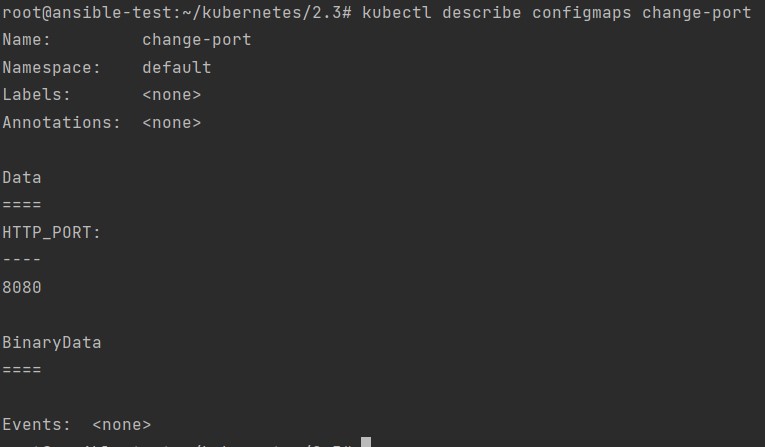 root@ansible-test:~/kubernetes/2.3# kubectl describe configmaps change-port
Name:         change-port
Namespace:    default
Labels:       <none>
Annotations:  <none>
Data
====
HTTP_PORT:
----
8080
BinaryData
====
Events:  <none>